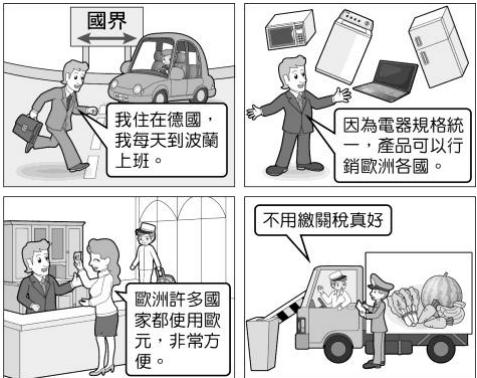 國界
我住在德國，
我每天到波蘭
上班。
因為電器規格統
一，產品可以行
銷歐洲各國。
歐洲許多國
家都使用歐
元，非常方
便。
不用繳關稅真好